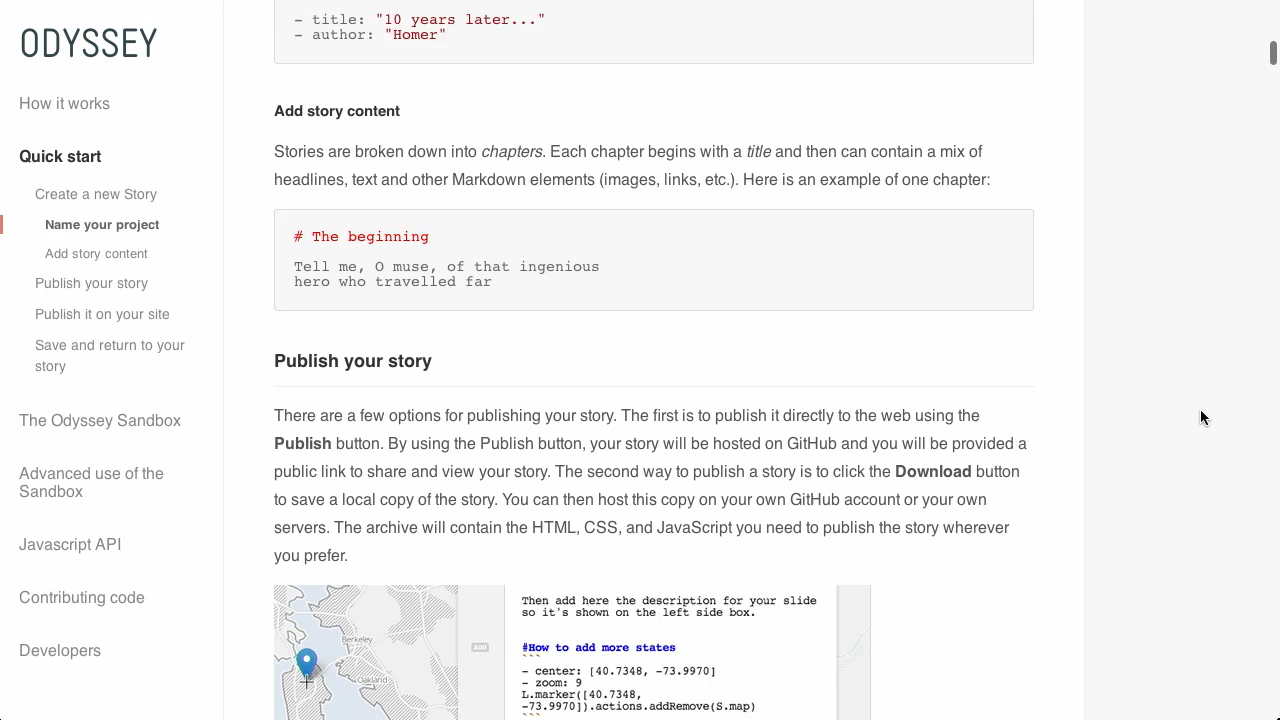 ODYSSEY
How it works
Quick start
Create a new Story
Name your project
Add story content
Publish your story
Publish it on your site
Save and return to your
story
The Odyssey Sandbox
Advanced use of the
Sandbox
Javascript API
Contributing code
Developers
- title: "10 years later..."
- author: "Homer"
Add story content
Stories are broken down into chapters. Each chapter begins with a title and then can contain a mix of
headlines, text and other Markdown elements (images, links, etc.). Here is an example of one chapter:
# The beginning
Tell me, O muse, of that ingenious
hero who travelled far
Publish your story
There are a few options for publishing your story. The first is to publish it directly to the web using the
Publish button. By using the Publish button, your story will be hosted on GitHub and you will be provided a
public link to share and view your story. The second way to publish a story is to click the Download button
to save a local copy of the story. You can then host this copy on your own GitHub account or your own
servers. The archive will contain the HTML, CSS, and JavaScript you need to publish the story wherever
you prefer.
Berkeley
Oakland
ADD
Then add here the description for your slide
so it's shown on the left side box.
#How to add more states
```
- center: [40.7348, -73.9970]
- zoom: 9
L.marker([40.7348,
-73.9970]).actions.addRemove(S.map)
```